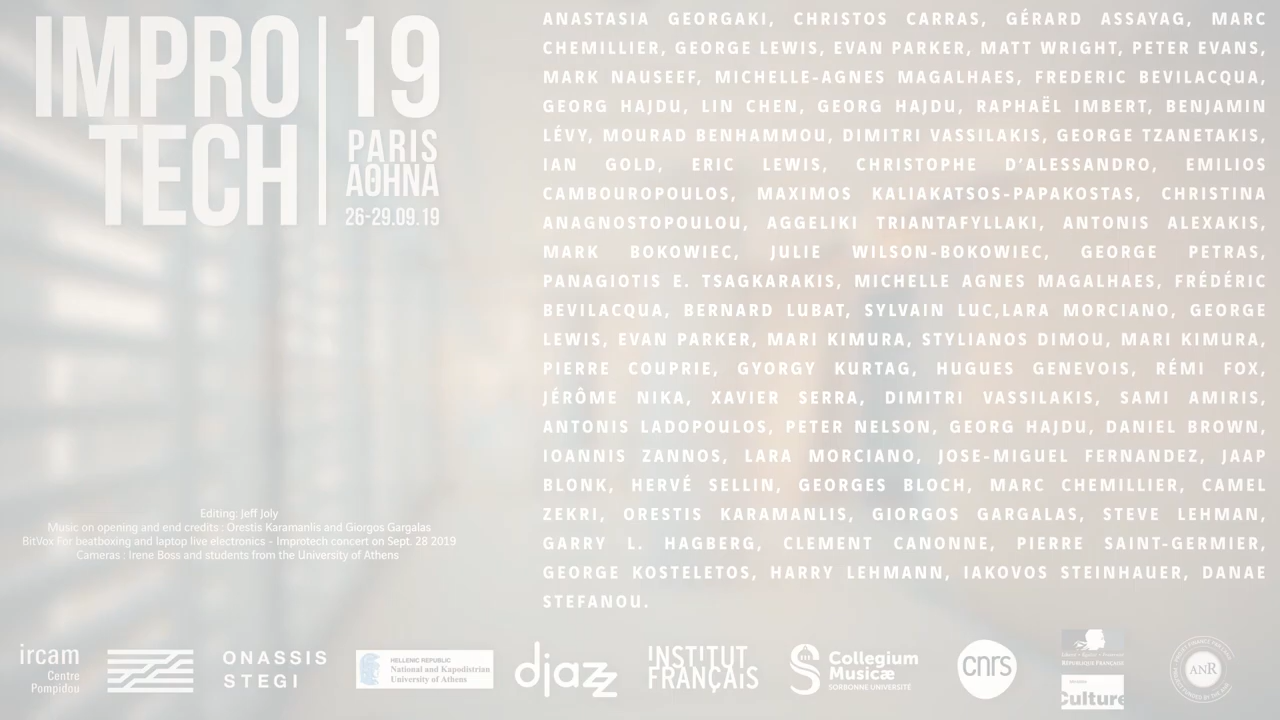 IMPRO
TECH
19
PARIS
ΑΘΗΝΑ
26-29.09.19
ANASTASIA GEORGAKI, CHRISTOS CARRAS, GÉRARD ASSAYAG, MARC
CHEMILLIER, GEORGE LEWIS, EVAN PARKER, MATT WRIGHT, PETER EVANS,
MARK NAUSEEF, MICHELLE-AGNES MAGALHAES, FREDERIC BEVILACQUA,
GEORG HAJDU, LIN CHEN, GEORG HAJDU, RAPHAËL IMBERT, BENJAMIN
LÉVY, MOURAD BENHAMMOU, DIMITRI VASSILAKIS, GEORGE TZANETAKIS,
IAN GOLD, ERIC LEWIS, CHRISTOPHE D'ALESSANDRO, EMILIOS
CAMBOUROPOULOS, MAXIMOS KALIAKATSOS-PAPAKOSTAS, CHRISTINA
ANAGNOSTOPOULOU, AGGELIKI TRIANTAFYLLAKI, ANTONIS ALEXAKIS,
MARK BOKOWIEC, JULIE WILSON-BOKOWIEC, GEORGE PETRAS,
PANAGIOTIS E. TSAGKARAKIS, MICHELLE AGNES MAGALHAES, FRÉDÉRIC
BEVILACQUA, BERNARD LUBAT, SYLVAIN LUC,LARA MORCIANO, GEORGE
LEWIS, EVAN PARKER, MARI KIMURA, STYLIANOS DIMOU, MARI KIMURA,
PIERRE COUPRIE, GYORGY KURTAG, HUGUES GENEVOIS, RÉMI FOX,
JÉRÔME NIKA, XAVIER SERRA, DIMITRI VASSILAKIS, SAMI AMIRIS,
ANTONIS LADOPOULOS, PETER NELSON, GEORG HAJDU, DANIEL BROWN,
IOANNIS ZANNOS, LARA MORCIANO, JOSE-MIGUEL FERNANDEZ, JAAP
BLONK, HERVÉ SELLIN, GEORGES BLOCH, MARC CHEMILLIER, CAMEL
ZEKRI, ORESTIS KARAMANLIS, GIORGOS GARGALAS, STEVE LEHMAN,
GARRY L. HAGBERG, CLEMENT CANONNE, PIERRE SAINT-GERMIER,
GEORGE KOSTELETOS, HARRY LEHMANN, IAKOVOS STEINHAUER, DANAE
STEFANOU.
Editing: Jeff Joly
Music on opening and end credits : Orestis Karamanlis and Giorgos Gargalas
BitVox For beatboxing and laptop live electronics – Improtech concert on Sept. 28 2019
Cameras : Irene Boss and students from the University of Athens
ircam
Centre
Pompidou
ONASSIS
STEGI
HELLENIC REPUBLIC
National and Kapodistrian
University of Athens
djazz
INSTITUT
FRANÇAIS
Collegium
Musicæ
SORBONNE UNIVERSITÉ
cnrs
RÉPUBLIQUE FRANÇAISE
Culture
ANR